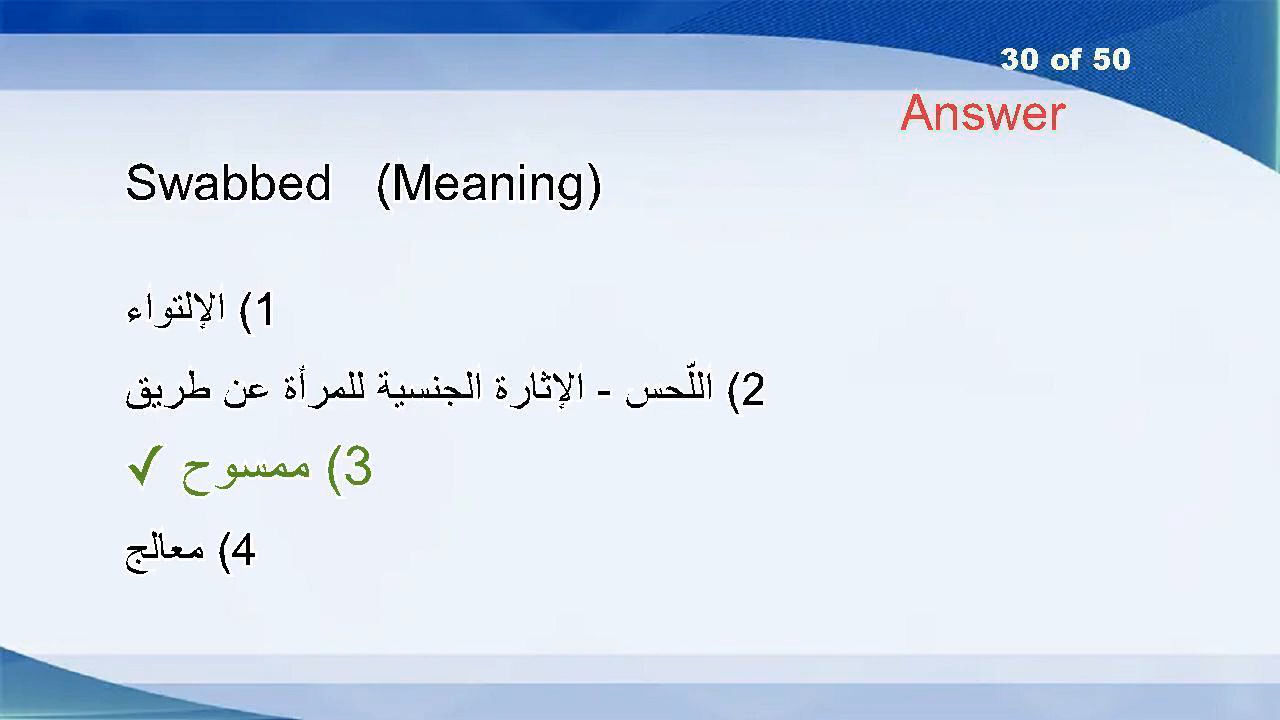 30 of 50
Answer
Swabbed (Meaning)
1) الإلتواء
2) اللّحس - الإثارة الجنسية للمرأة عن طريق
3) ممسوح ✓
4) معالج